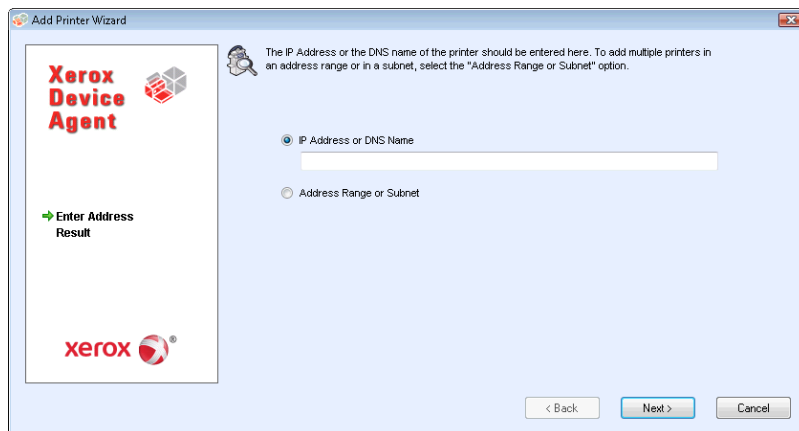 Add Printer Wizard
Xerox
Device
Agent
The IP Address or the DNS name of the printer should be entered here. To add multiple printers in
an address range or in a subnet, select the "Address Range or Subnet" option.
IP Address or DNS Name
Address Range or Subnet
Enter Address
Result
xerox ®
< Back
Next >
Cancel